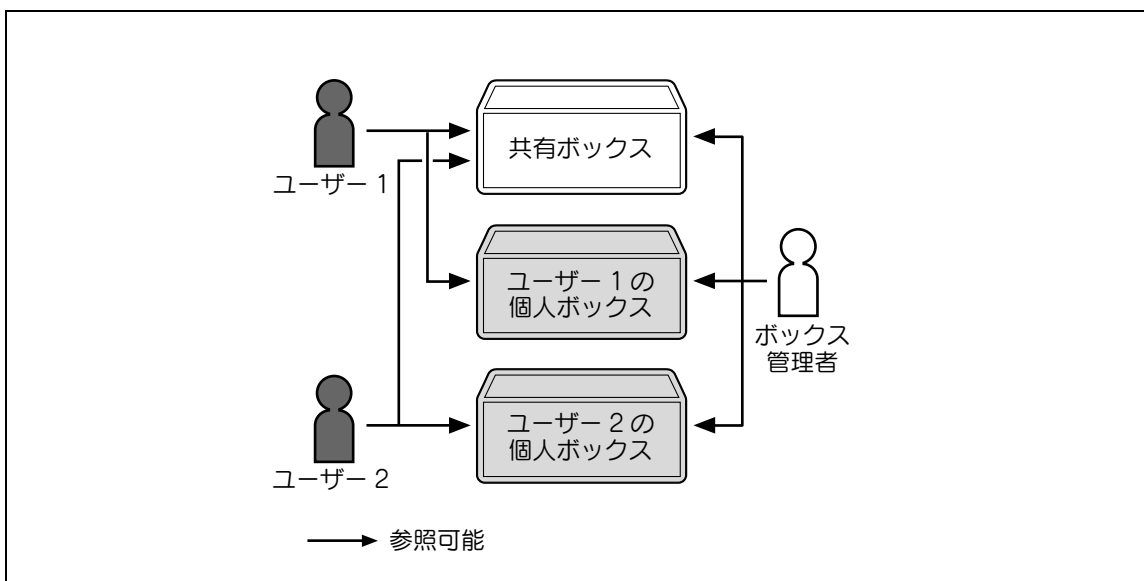 ユーザー 1
共有ボックス
ユーザー 1 の
個人ボックス
ボックス
管理者
ユーザー 2
ユーザー 2 の
個人ボックス
参照可能